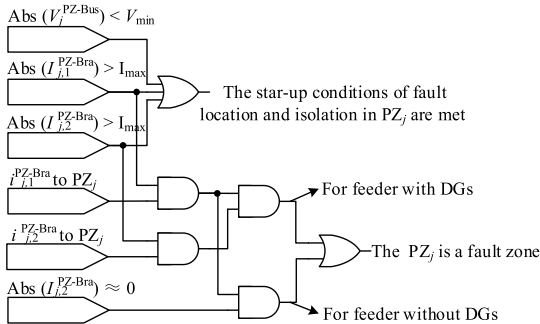 Abs (V_j^PZ-Bus) < V_min
Abs (I_j,1^PZ-Bra) > I_max
The star-up conditions of fault
location and isolation in PZ_j are met
Abs (I_j,2^PZ-Bra) > I_max
i_j,1^PZ-Bra to PZ_j
For feeder with DGs
i_j,2^PZ-Bra to PZ_j
The PZ_j is a fault zone
Abs (I_j,2^PZ-Bra) ≈ 0
For feeder without DGs